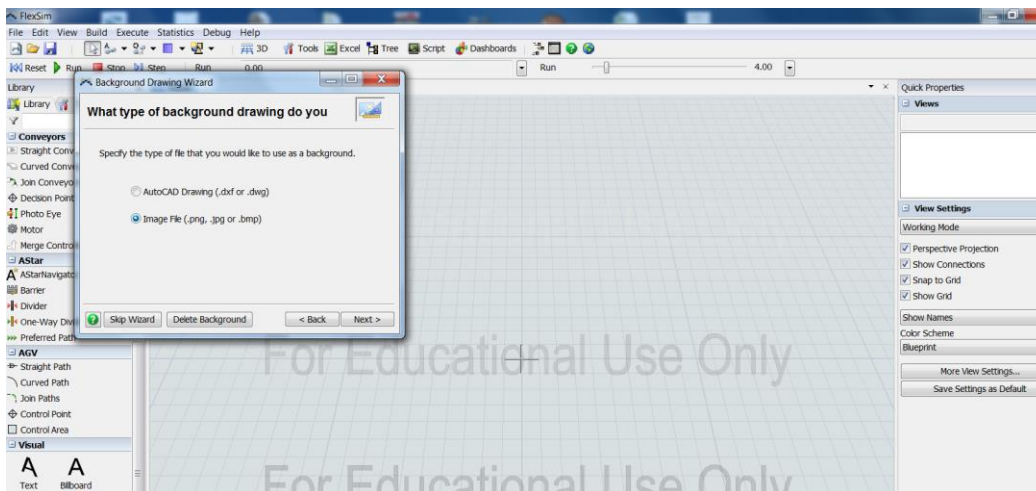 FlexSim
File Edit View Build Execute Statistics Debug Help
3D Tools Excel Tree Script Dashboards
Reset Run Stop Step Run 0.00 Run 4.00
Library
Library
Conveyors
Straight Conv
Curved Conv
Join Conveyo
Decision Point
Photo Eye
Motor
Merge Contro
AStar
AStarNavigato
Barrier
Divider
One-Way Div
Preferred Path
AGV
Straight Path
Curved Path
Join Paths
Control Point
Control Area
Visual
A A
Text Billboard
Background Drawing Wizard
What type of background drawing do you
Specify the type of file that you would like to use as a background.
AutoCAD Drawing (.dxf or .dwg)
Image File (.png, .jpg or .bmp)
Skip Wizard Delete Background < Back Next >
For Educational Use Only
For Educational Use Only
Quick Properties
Views
View Settings
Working Mode
Perspective Projection
Show Connections
Snap to Grid
Show Grid
Show Names
Color Scheme
Blueprint
More View Settings...
Save Settings as Default